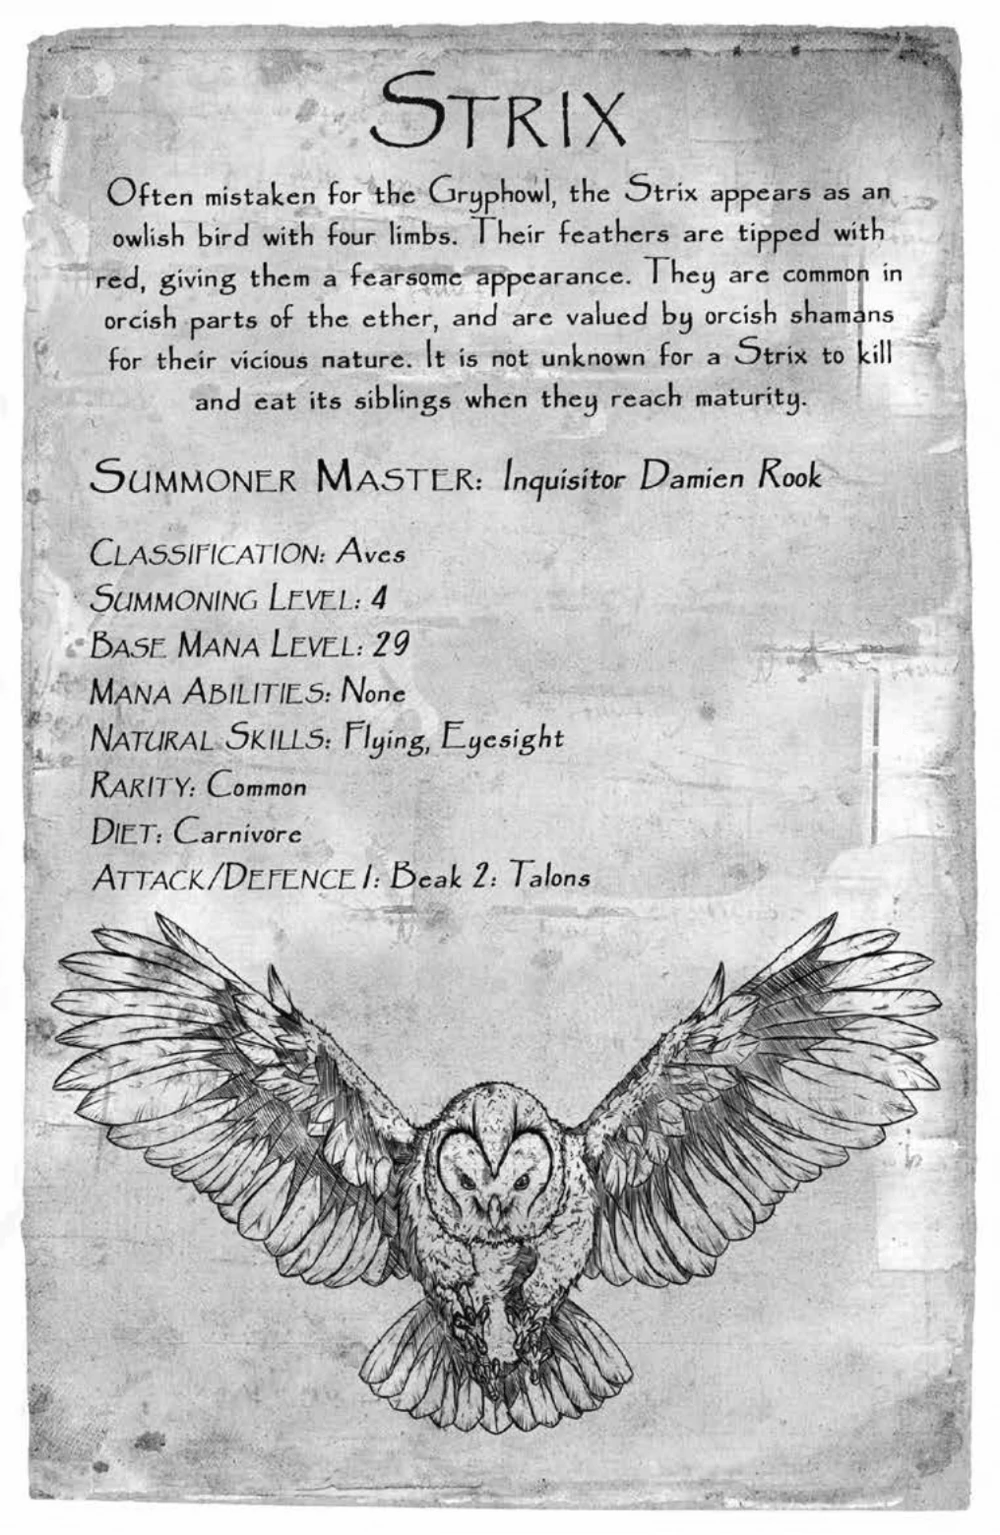 STRIX
Often mistaken for the Gryphowl, the Strix appears as an
owlish bird with four limbs. Their feathers are tipped with
red, giving them a fearsome appearance. They are common in
orcish parts of the ether, and are valued by orcish shamans
for their vicious nature. It is not unknown for a Strix to kill
and eat its siblings when they reach maturity.
SUMMONER MASTER: Inquisitor Damien Rook
CLASSIFICATION: Aves
SUMMONING LEVEL: 4
BASE MANA LEVEL: 29
MANA ABILITIES: None
NATURAL SKILLS: Flying, Eyesight
RARITY: Common
DIET: Carnivore
ATTACK/DEFENCE 1: Beak 2: Talons